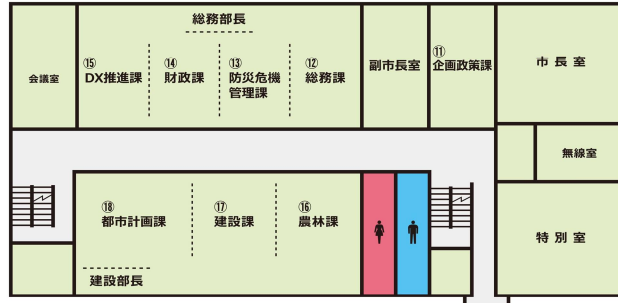 総務部長
会議室
⑮
DX推進課
⑭
財政課
⑬
防災危機
管理課
⑫
総務課
副市長室
⑪
企画政策課
市長室
無線室
⑱
都市計画課
⑰
建設課
⑯
農林課
特別室
建設部長